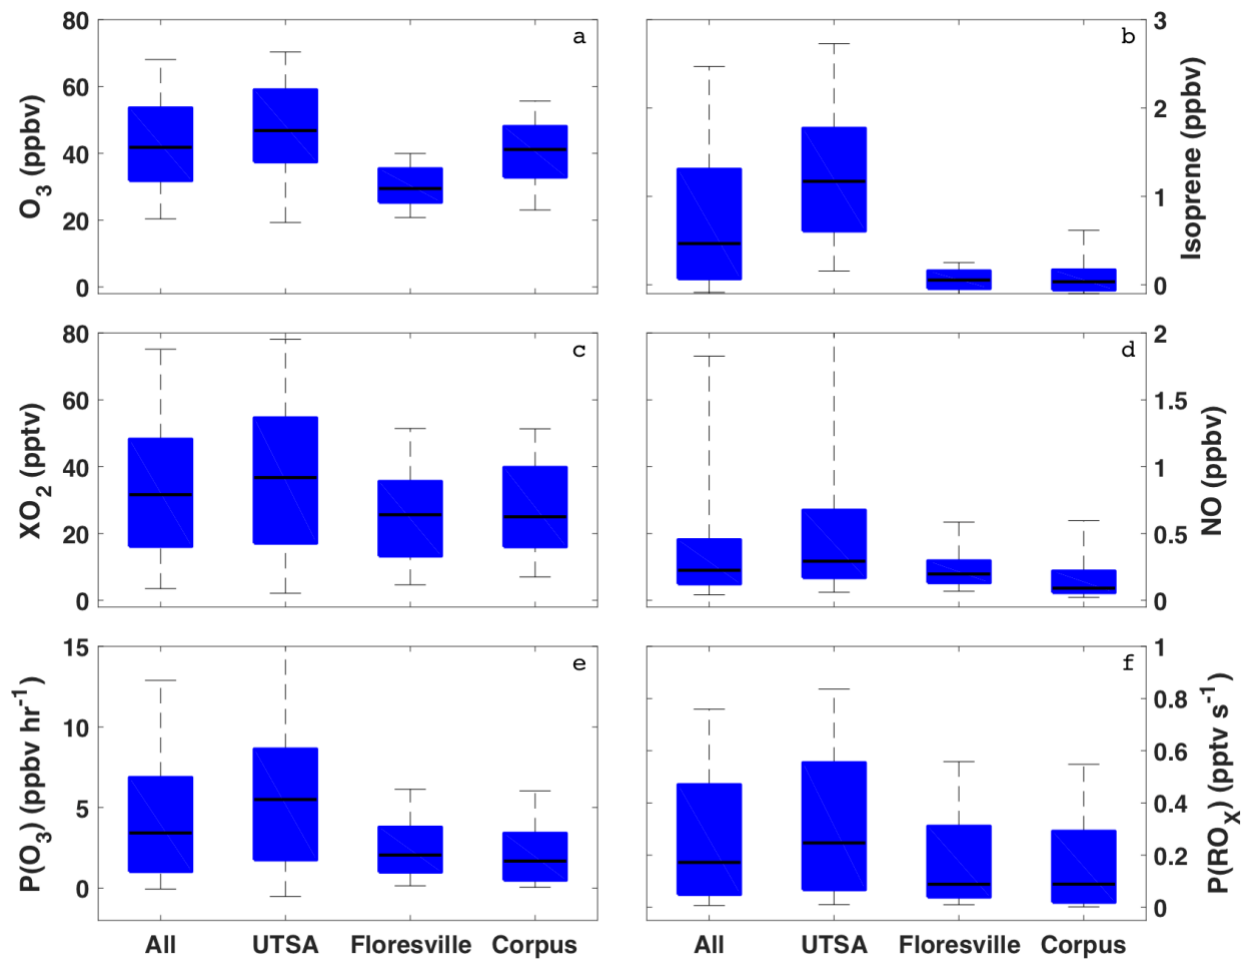 a
80
60
40
20
0
O3 (ppbv)
b
3
2
1
0
Isoprene (ppbv)
c
80
60
40
20
0
XO2 (pptv)
d
2
1.5
1
0.5
0
NO (ppbv)
e
15
10
5
0
P(O3) (ppbv hr-1)
All UTSA Floresville Corpus
f
1
0.8
0.6
0.4
0.2
0
P(ROX) (pptv s-1)
All UTSA Floresville Corpus